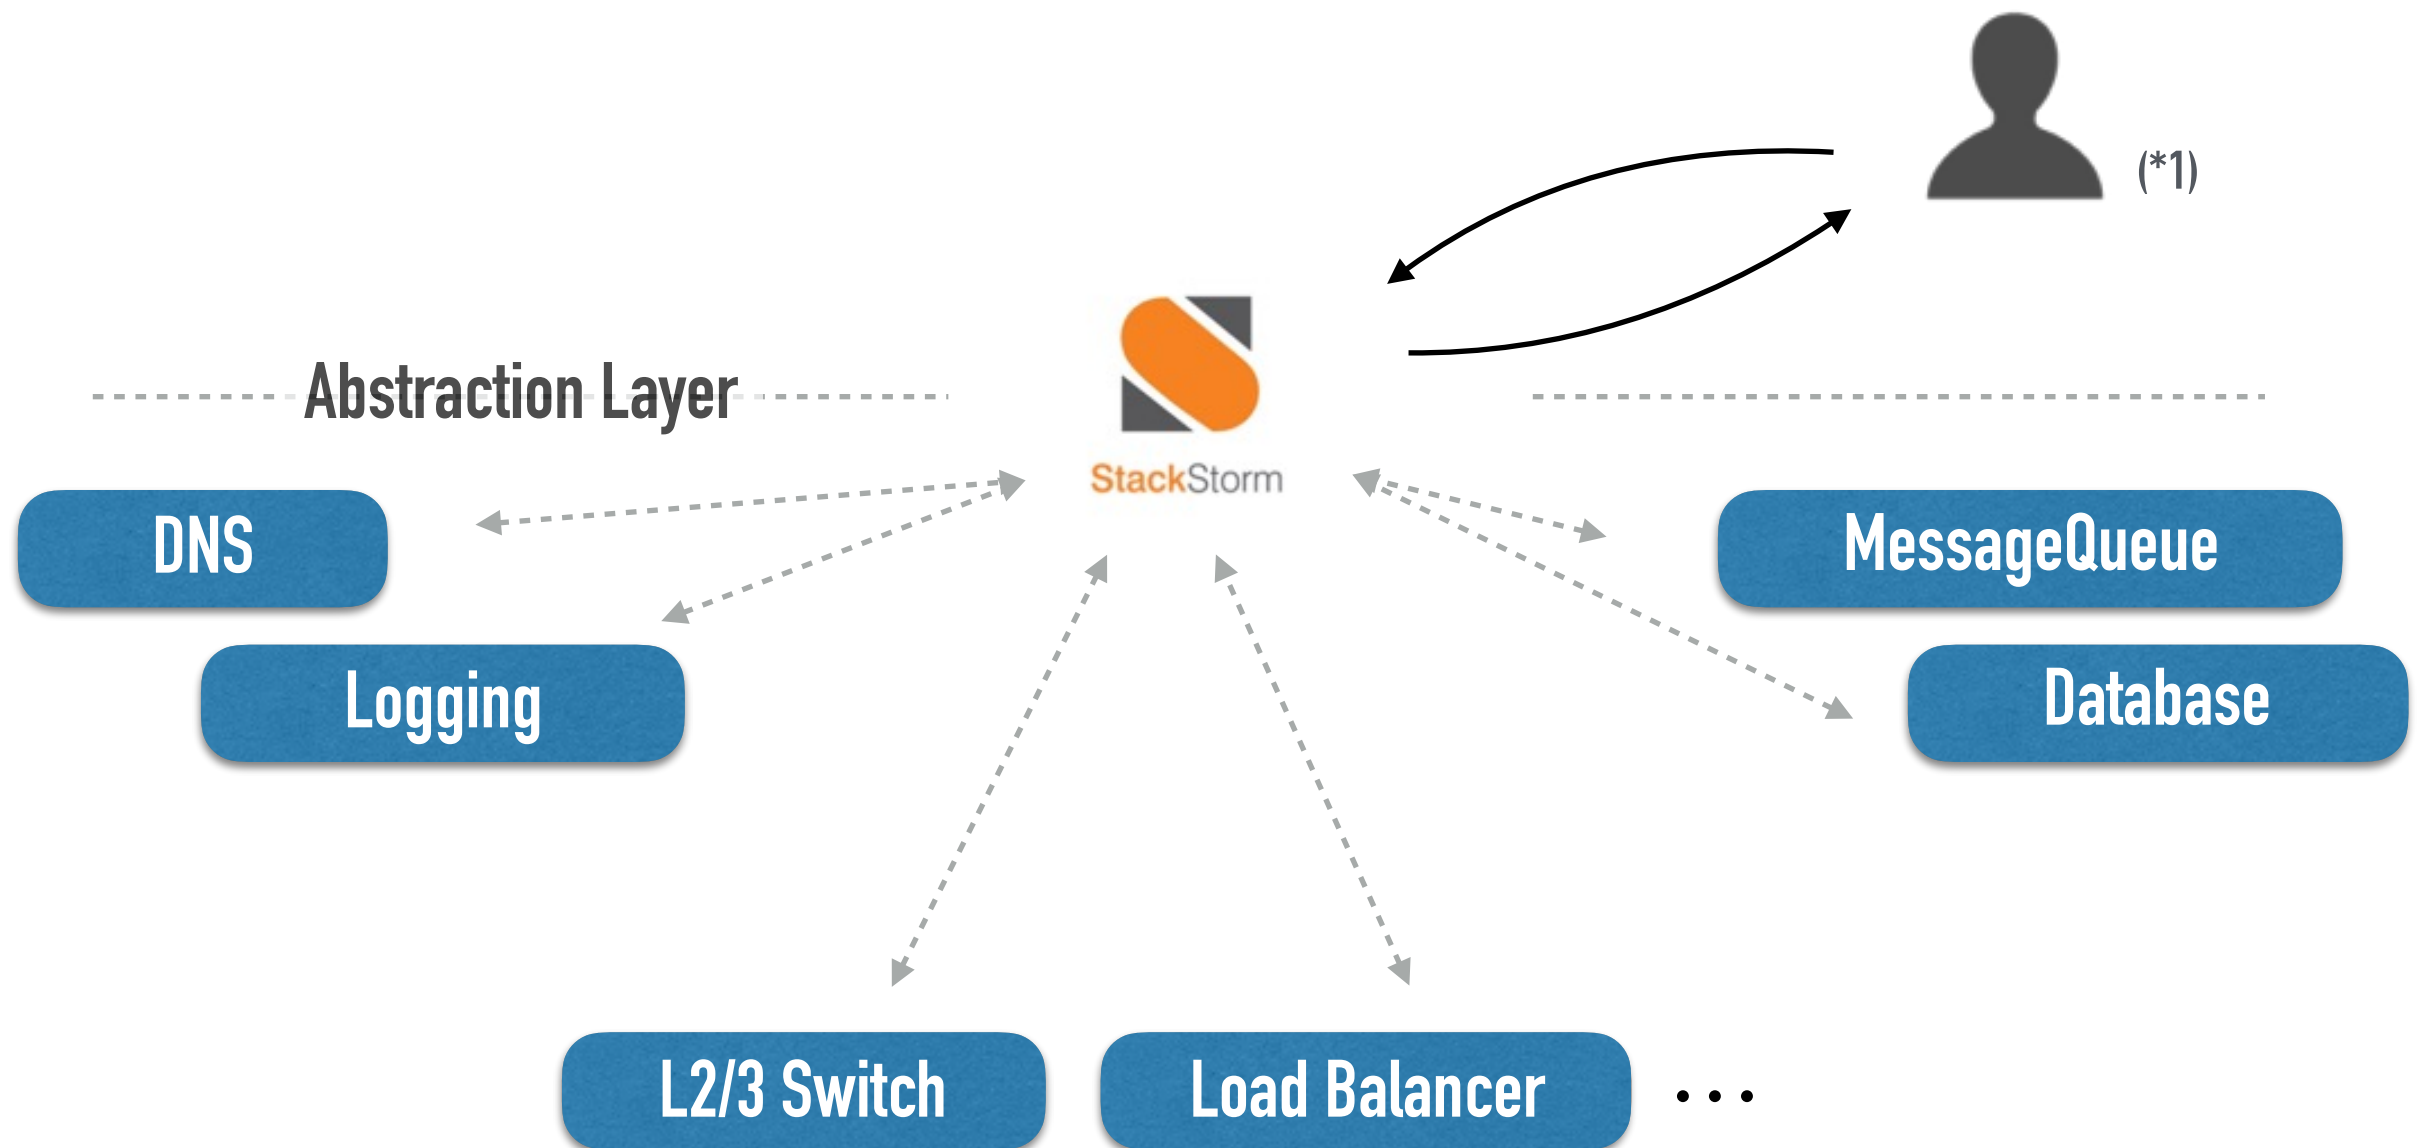 (*1)
Abstraction Layer
StackStorm
DNS
MessageQueue
Logging
Database
L2/3 Switch
Load Balancer
...